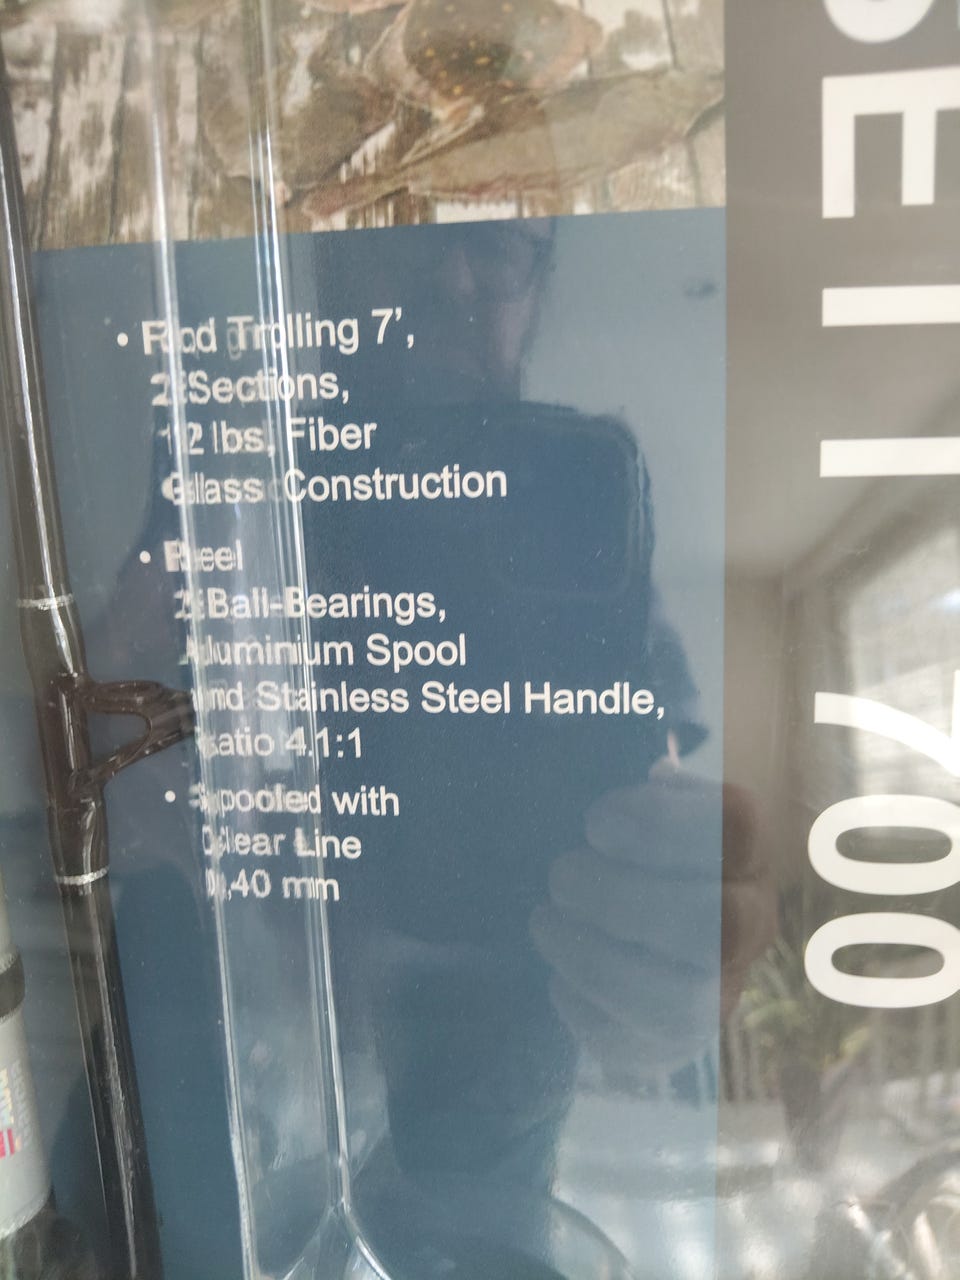 • Rod Trolling 7’,
2 Sections,
12 lbs, Fiber
Glass Construction
• Reel
2 Ball-Bearings,
Aluminium Spool
and Stainless Steel Handle,
Ratio 4.1:1
• Spooled with
Clear Line
0,40 mm
700